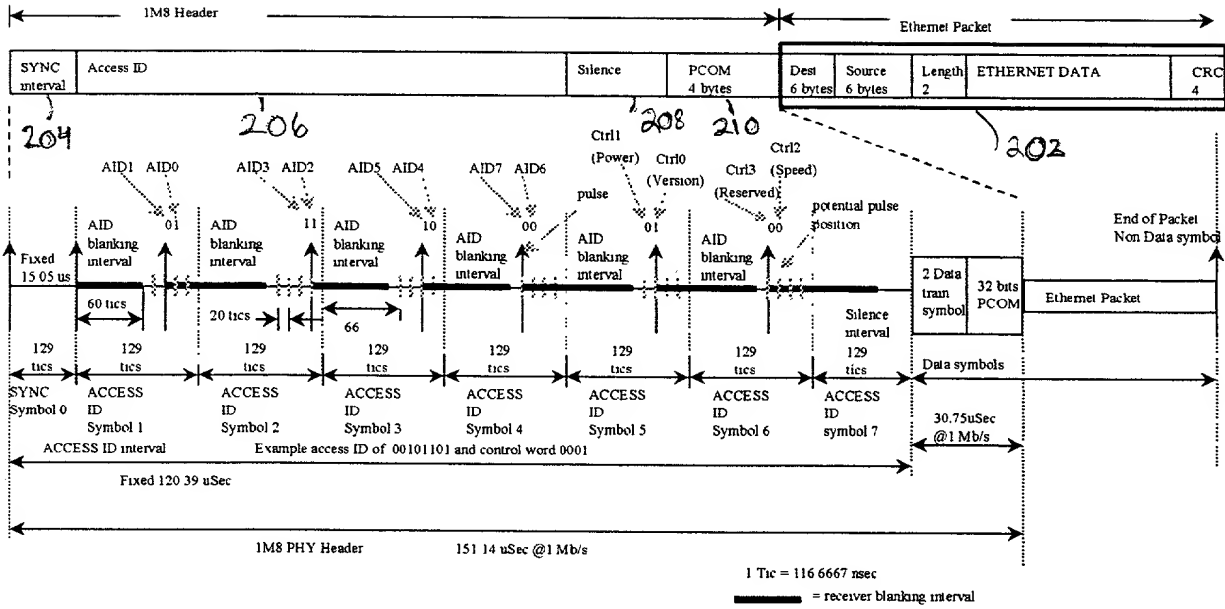 1M8 Header
Ethernet Packet
SYNC interval
Access ID
Silence
PCOM 4 bytes
Dest 6 bytes
Source 6 bytes
Length 2
ETHERNET DATA
CRC 4
204
206
208
210
202
AID1 AID0
AID3 AID2
AID5 AID4
AID7 AID6
pulse
Ctrl1 (Power)
Ctrl0 (Version)
Ctrl3 (Reserved)
Ctrl2 (Speed)
potential pulse position
End of Packet
Non Data symbol
01
11
10
00
01
00
Fixed 15 05 us
AID blanking interval
AID blanking interval
AID blanking interval
AID blanking interval
AID blanking interval
AID blanking interval
60 tics
20 tics
66
Silence interval
2 Data train symbol
32 bits PCOM
Ethernet Packet
129 tics
129 tics
129 tics
129 tics
129 tics
129 tics
129 tics
129 tics
Data symbols
SYNC Symbol 0
ACCESS ID Symbol 1
ACCESS ID Symbol 2
ACCESS ID Symbol 3
ACCESS ID Symbol 4
ACCESS ID Symbol 5
ACCESS ID Symbol 6
ACCESS ID symbol 7
30.75uSec @1 Mb/s
ACCESS ID interval
Example access ID of 00101101 and control word 0001
Fixed 120 39 uSec
1M8 PHY Header
151 14 uSec @1 Mb/s
1 Tic = 116 6667 nsec
= receiver blanking interval